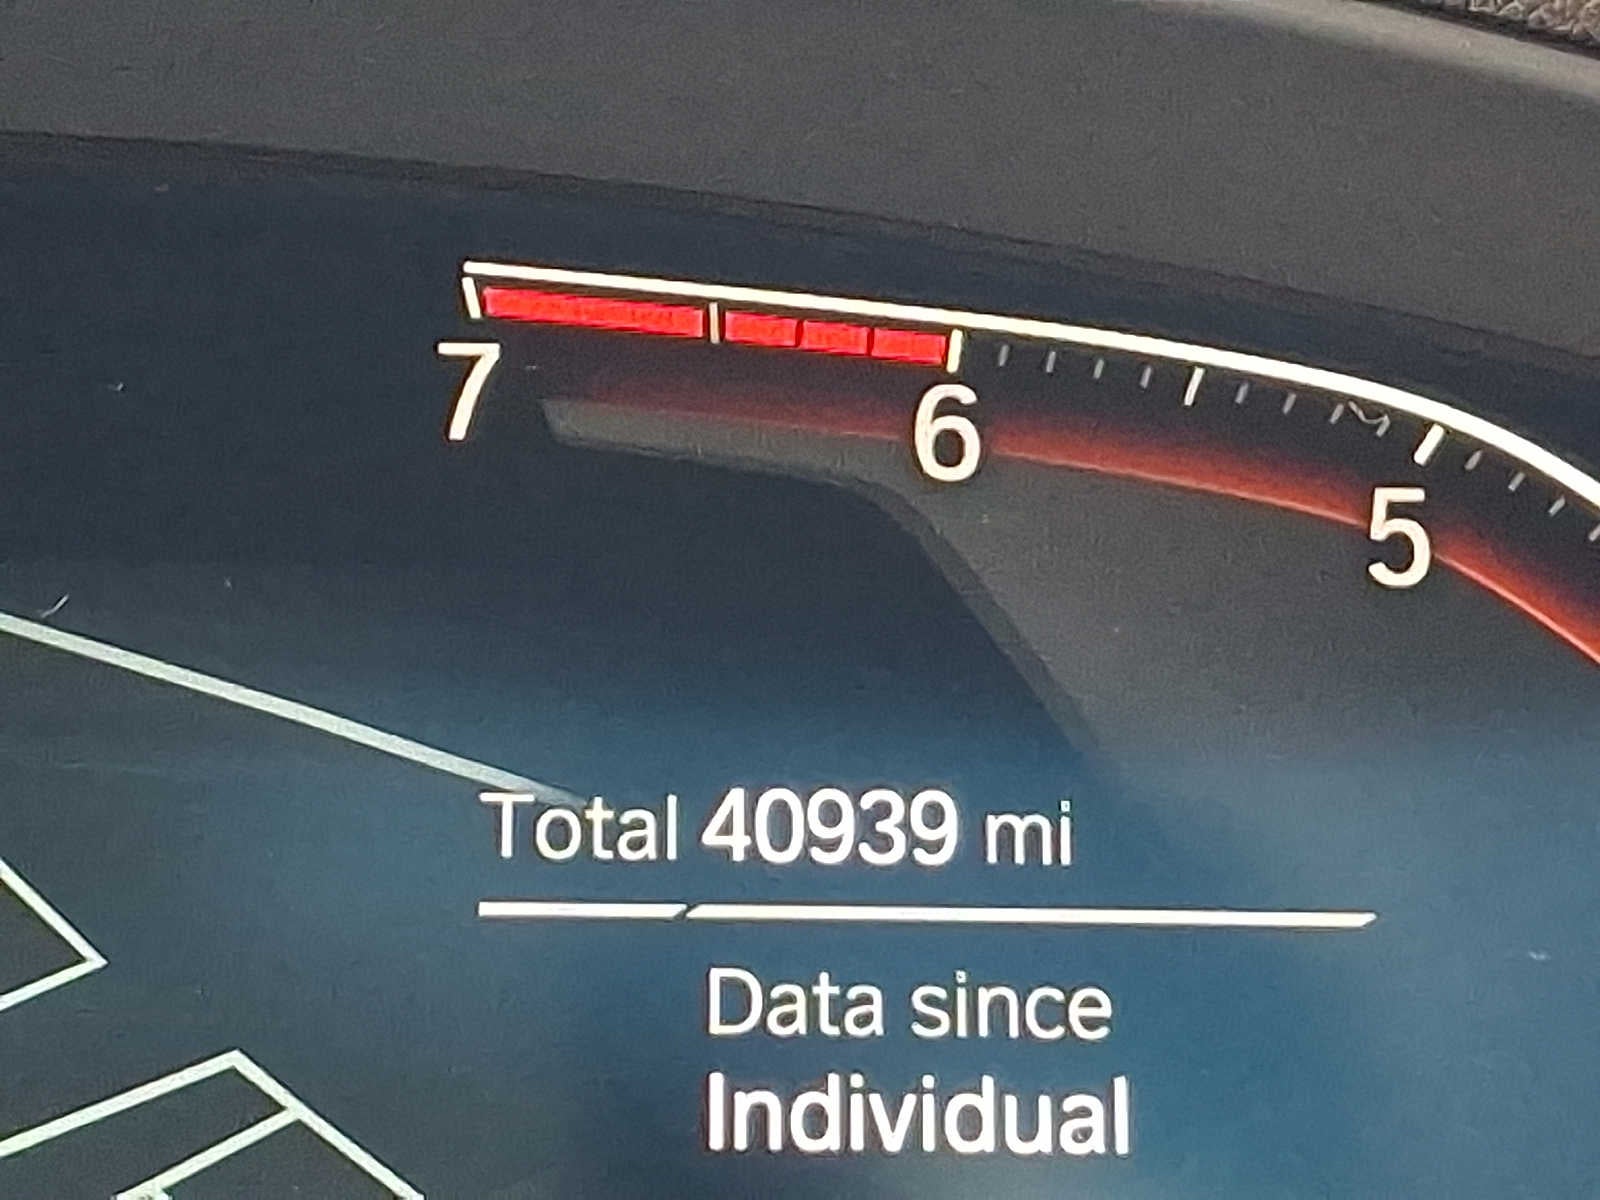 7
6
5
Total 40939 mi
Data since
Individual